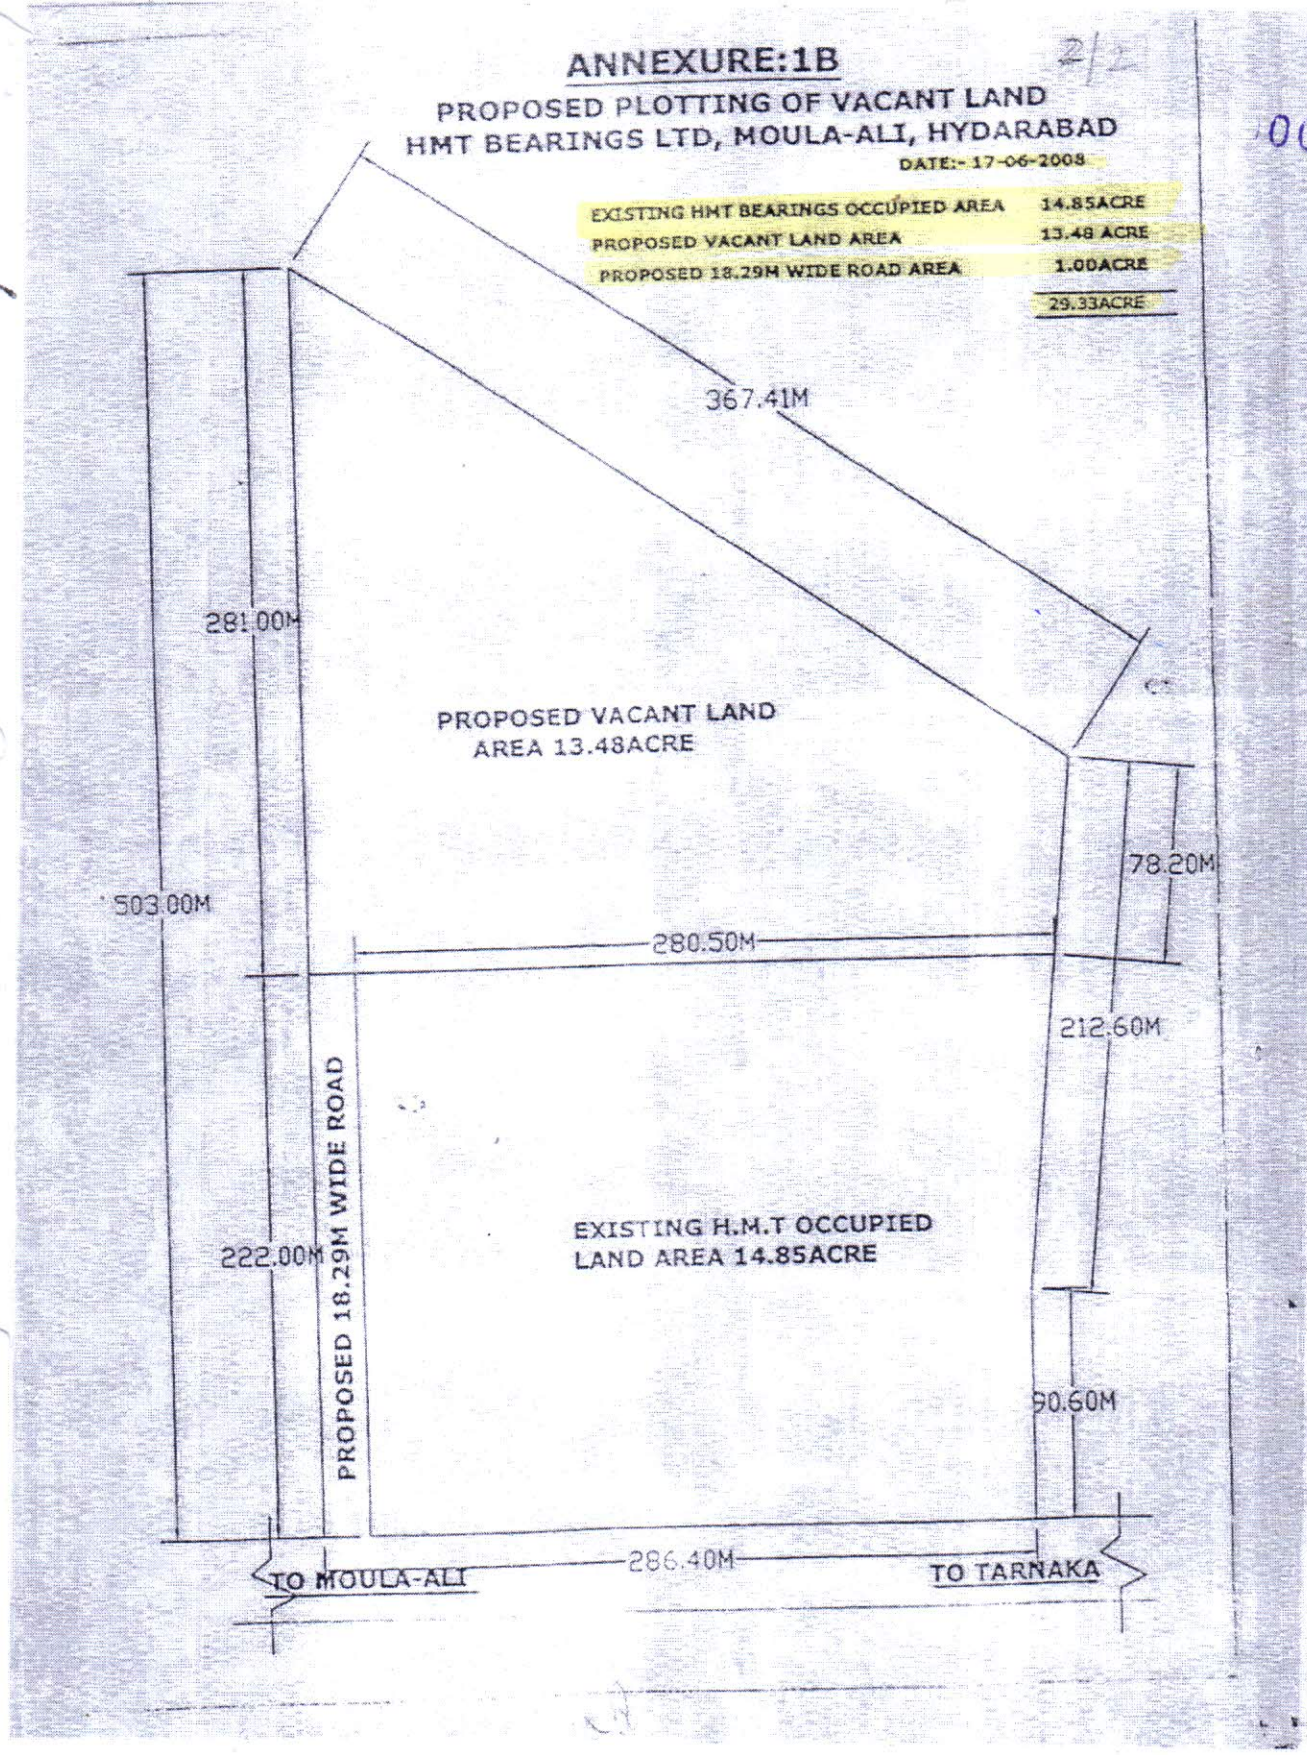 2/2
ANNEXURE:1B
PROPOSED PLOTTING OF VACANT LAND
HMT BEARINGS LTD, MOULA-ALI, HYDARABAD
DATE:- 17-06-2008
EXISTING HMT BEARINGS OCCUPIED AREA 14.85ACRE
PROPOSED VACANT LAND AREA 13.48 ACRE
PROPOSED 18.29M WIDE ROAD AREA 1.00ACRE
29.33ACRE
367.41M
281.00M
PROPOSED VACANT LAND
AREA 13.48ACRE
78.20M
503.00M
280.50M
212.60M
PROPOSED 18.29M WIDE ROAD
EXISTING H.M.T OCCUPIED
LAND AREA 14.85ACRE
222.00M
90.60M
286.40M
TO MOULA-ALI
TO TARNAKA